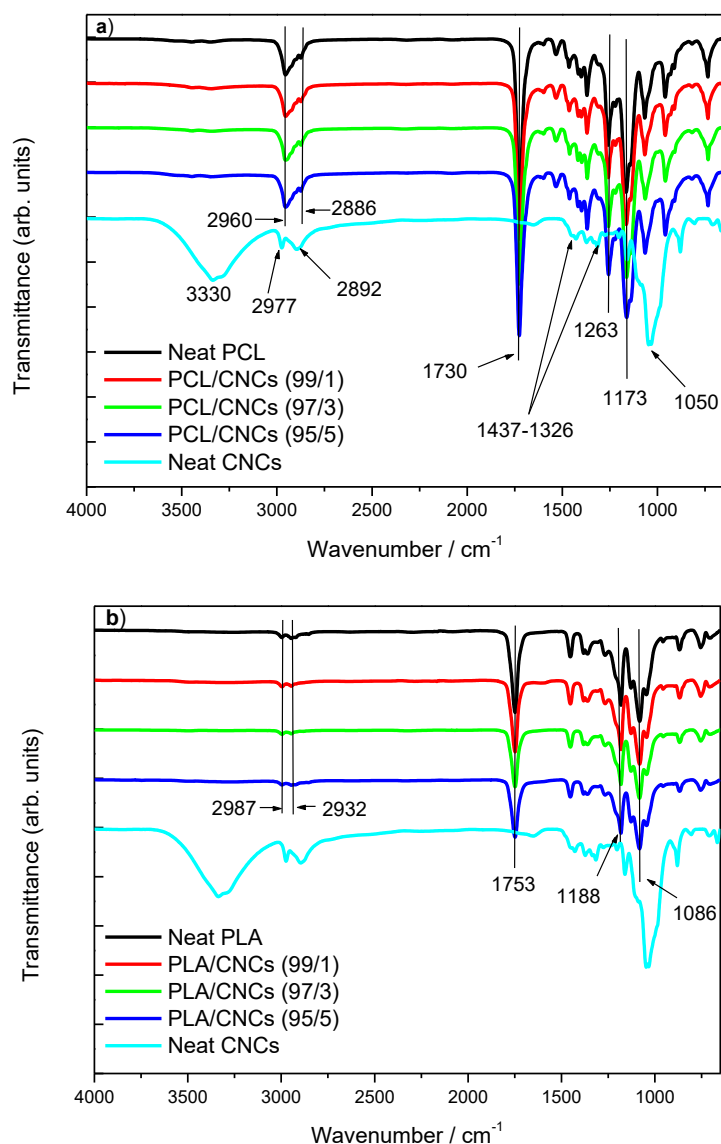 a)
2960
2886
3330
2977
2892
1730
1437-1326
1263
1173
1050
Transmittance (arb. units)
Neat PCL
PCL/CNCs (99/1)
PCL/CNCs (97/3)
PCL/CNCs (95/5)
Neat CNCs
4000 3500 3000 2500 2000 1500 1000
Wavenumber / cm-1
b)
2987
2932
1753
1188
1086
Transmittance (arb. units)
Neat PLA
PLA/CNCs (99/1)
PLA/CNCs (97/3)
PLA/CNCs (95/5)
Neat CNCs
4000 3500 3000 2500 2000 1500 1000
Wavenumber / cm-1